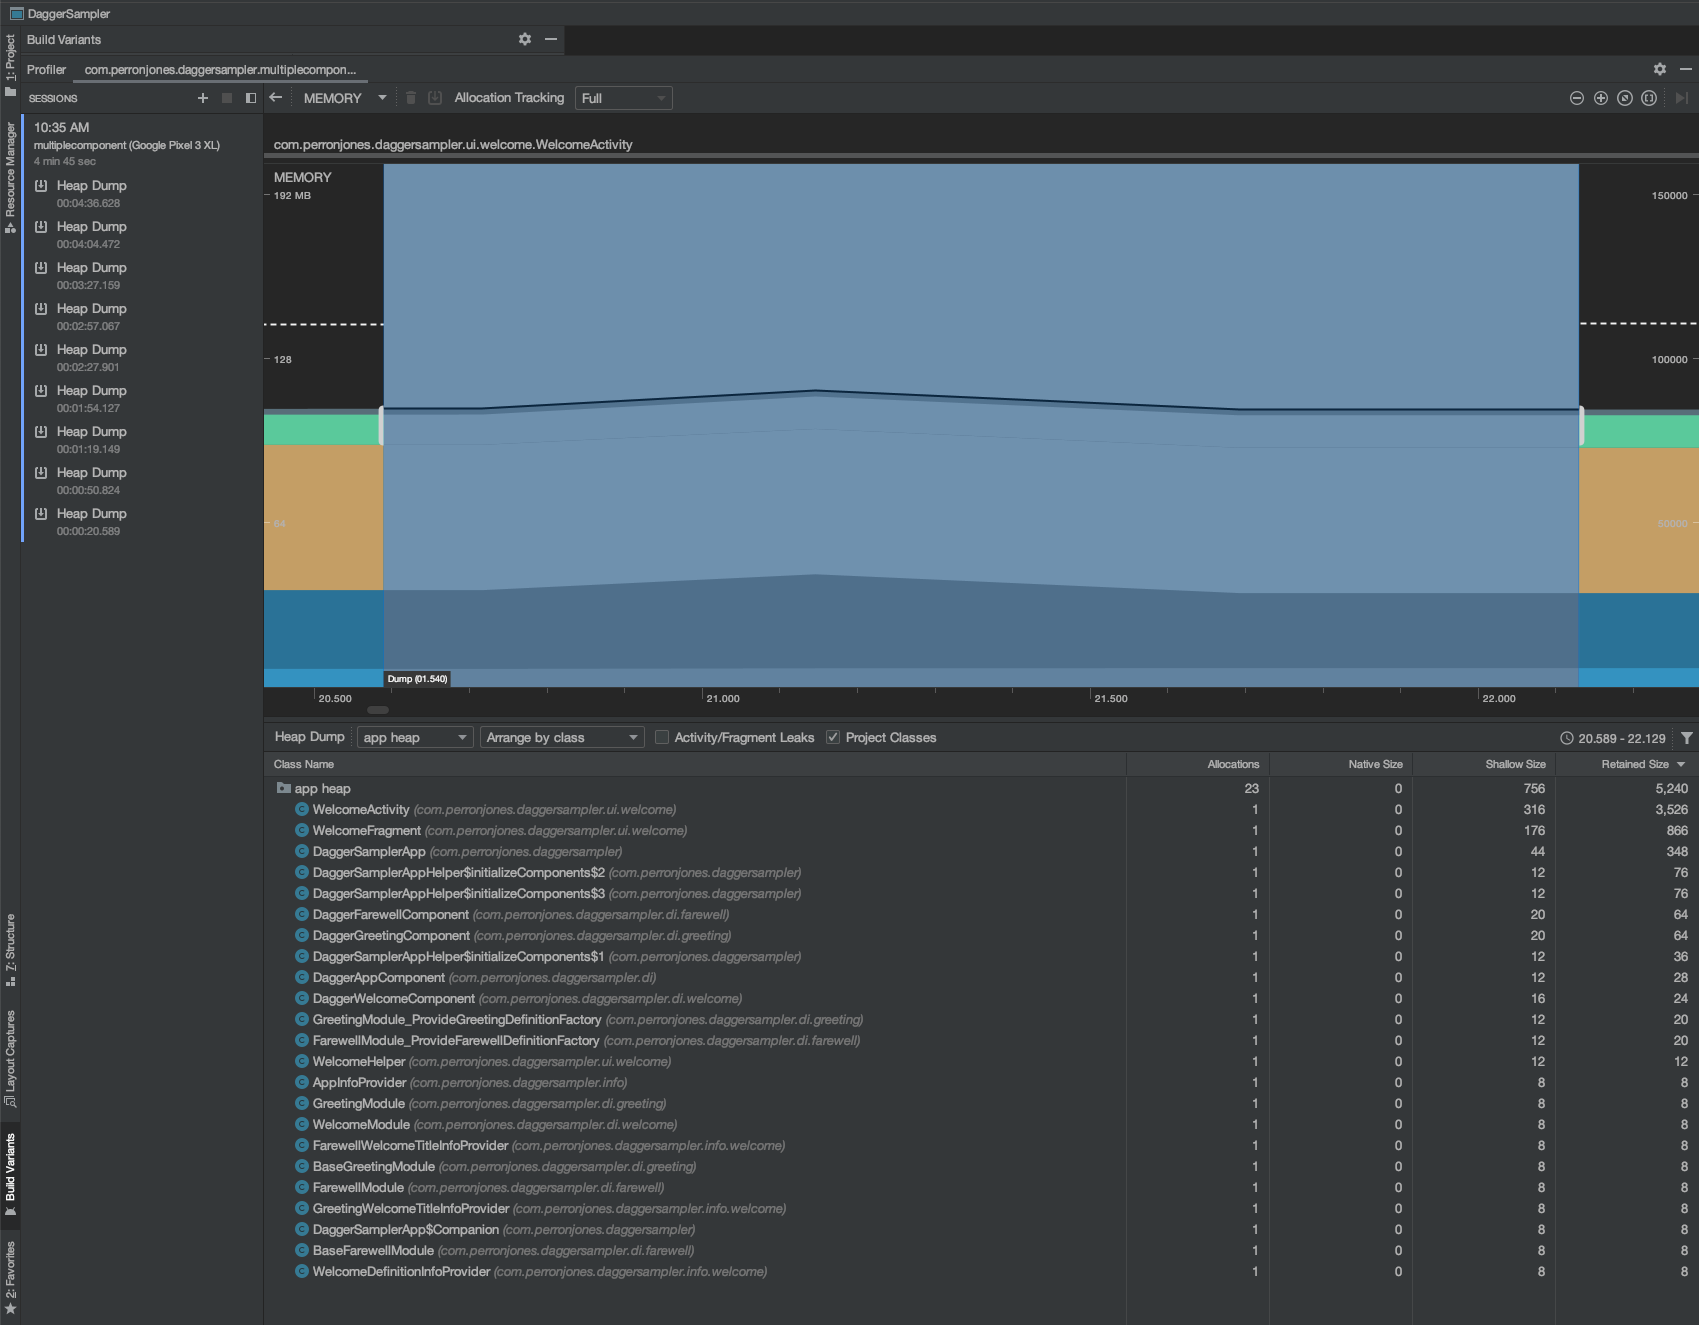 DaggerSampler
Build Variants
Profiler com.perronjones.daggersampler.multiplecompon...
SESSIONS
MEMORY Allocation Tracking Full
1: Project
Resource Manager
Z: Structure
Layout Captures
Build Variants
2: Favorites
10:35 AM
multiplecomponent (Google Pixel 3 XL)
4 min 45 sec
Heap Dump
00:04:36.628
Heap Dump
00:04:04.472
Heap Dump
00:03:27.159
Heap Dump
00:02:57.067
Heap Dump
00:02:27.901
Heap Dump
00:01:54.127
Heap Dump
00:01:19.149
Heap Dump
00:00:50.824
Heap Dump
00:00:20.589
com.perronjones.daggersampler.ui.welcome.WelcomeActivity
MEMORY
192 MB 150000
128 100000
64 50000
Dump (01.540)
20.500 21.000 21.500 22.000
Heap Dump app heap Arrange by class Activity/Fragment Leaks Project Classes 20.589 - 22.129
Class Name Allocations Native Size Shallow Size Retained Size
app heap 23 0 756 5,240
WelcomeActivity (com.perronjones.daggersampler.ui.welcome) 1 0 316 3,526
WelcomeFragment (com.perronjones.daggersampler.ui.welcome) 1 0 176 866
DaggerSamplerApp (com.perronjones.daggersampler) 1 0 44 348
DaggerSamplerAppHelper$initializeComponents$2 (com.perronjones.daggersampler) 1 0 12 76
DaggerSamplerAppHelper$initializeComponents$3 (com.perronjones.daggersampler) 1 0 12 76
DaggerFarewellComponent (com.perronjones.daggersampler.di.farewell) 1 0 20 64
DaggerGreetingComponent (com.perronjones.daggersampler.di.greeting) 1 0 20 64
DaggerSamplerAppHelper$initializeComponents$1 (com.perronjones.daggersampler) 1 0 12 36
DaggerAppComponent (com.perronjones.daggersampler.di) 1 0 12 28
DaggerWelcomeComponent (com.perronjones.daggersampler.di.welcome) 1 0 16 24
GreetingModule_ProvideGreetingDefinitionFactory (com.perronjones.daggersampler.di.greeting) 1 0 12 20
FarewellModule_ProvideFarewellDefinitionFactory (com.perronjones.daggersampler.di.farewell) 1 0 12 20
WelcomeHelper (com.perronjones.daggersampler.ui.welcome) 1 0 12 12
AppInfoProvider (com.perronjones.daggersampler.info) 1 0 8 8
GreetingModule (com.perronjones.daggersampler.di.greeting) 1 0 8 8
WelcomeModule (com.perronjones.daggersampler.di.welcome) 1 0 8 8
FarewellWelcomeTitleInfoProvider (com.perronjones.daggersampler.info.welcome) 1 0 8 8
BaseGreetingModule (com.perronjones.daggersampler.di.greeting) 1 0 8 8
FarewellModule (com.perronjones.daggersampler.di.farewell) 1 0 8 8
GreetingWelcomeTitleInfoProvider (com.perronjones.daggersampler.info.welcome) 1 0 8 8
DaggerSamplerApp$Companion (com.perronjones.daggersampler) 1 0 8 8
BaseFarewellModule (com.perronjones.daggersampler.di.farewell) 1 0 8 8
WelcomeDefinitionInfoProvider (com.perronjones.daggersampler.info.welcome) 1 0 8 8